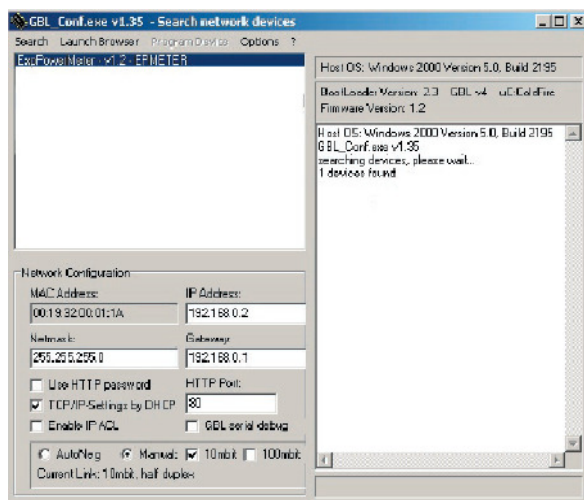 GBL_Conf.exe v1.35 - Search network devices
Search Launch Browser Program Device Options ?
ExpPowerMeter - v1.2 - EPMETER
Host OS: Windows 2000 Version 5.0, Build 2195
BootLoader Version: 2.3 GBL v4 uC:ColdFire
Firmware Version: 1.2
Host OS: Windows 2000 Version 5.0, Build 2195
GBL_Conf.exe v1.35
searching devices, please wait...
1 devices found
Network Configuration
MAC Address: IP Address:
00:19:32:00:01:1A 192.168.0.2
Netmask: Gateway:
255.255.255.0 192.168.0.1
Use HTTP password HTTP Port:
TCP/IP-Settings by DHCP 80
Enable IP ACL GBL serial debug
AutoNeg Manual: 10mbit 100mbit
Current Link: 10mbit, half duplex